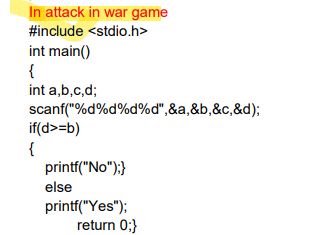 In attack in war game
#include <stdio.h>
int main()
{
int a,b,c,d;
scanf("%d%d%d%d",&a,&b,&c,&d);
if(d>=b)
{
printf("No");}
else
printf("Yes");
return 0;}